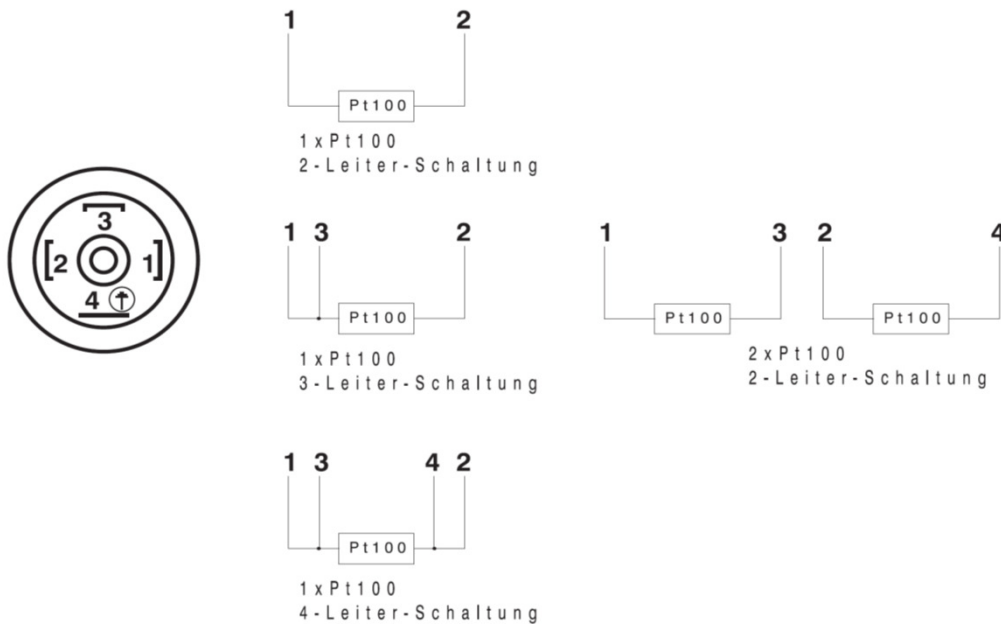 1 2
Pt100
1xPt100
2-Leiter-Schaltung
3
2 1
4
1 3 2
Pt100
1xPt100
3-Leiter-Schaltung
1 3 2 4
Pt100 Pt100
2xPt100
2-Leiter-Schaltung
1 3 4 2
Pt100
1xPt100
4-Leiter-Schaltung